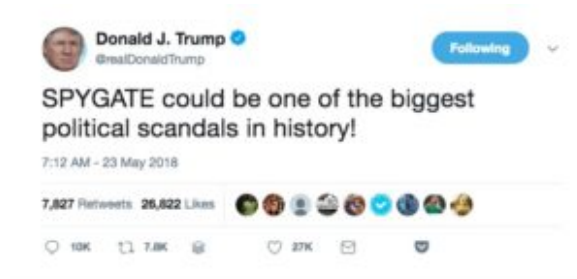 Donald J. Trump
@realDonaldTrump
Following
SPYGATE could be one of the biggest
political scandals in history!
7:12 AM - 23 May 2018
7,827 Retweets 26,822 Likes
10K 7.8K 27K